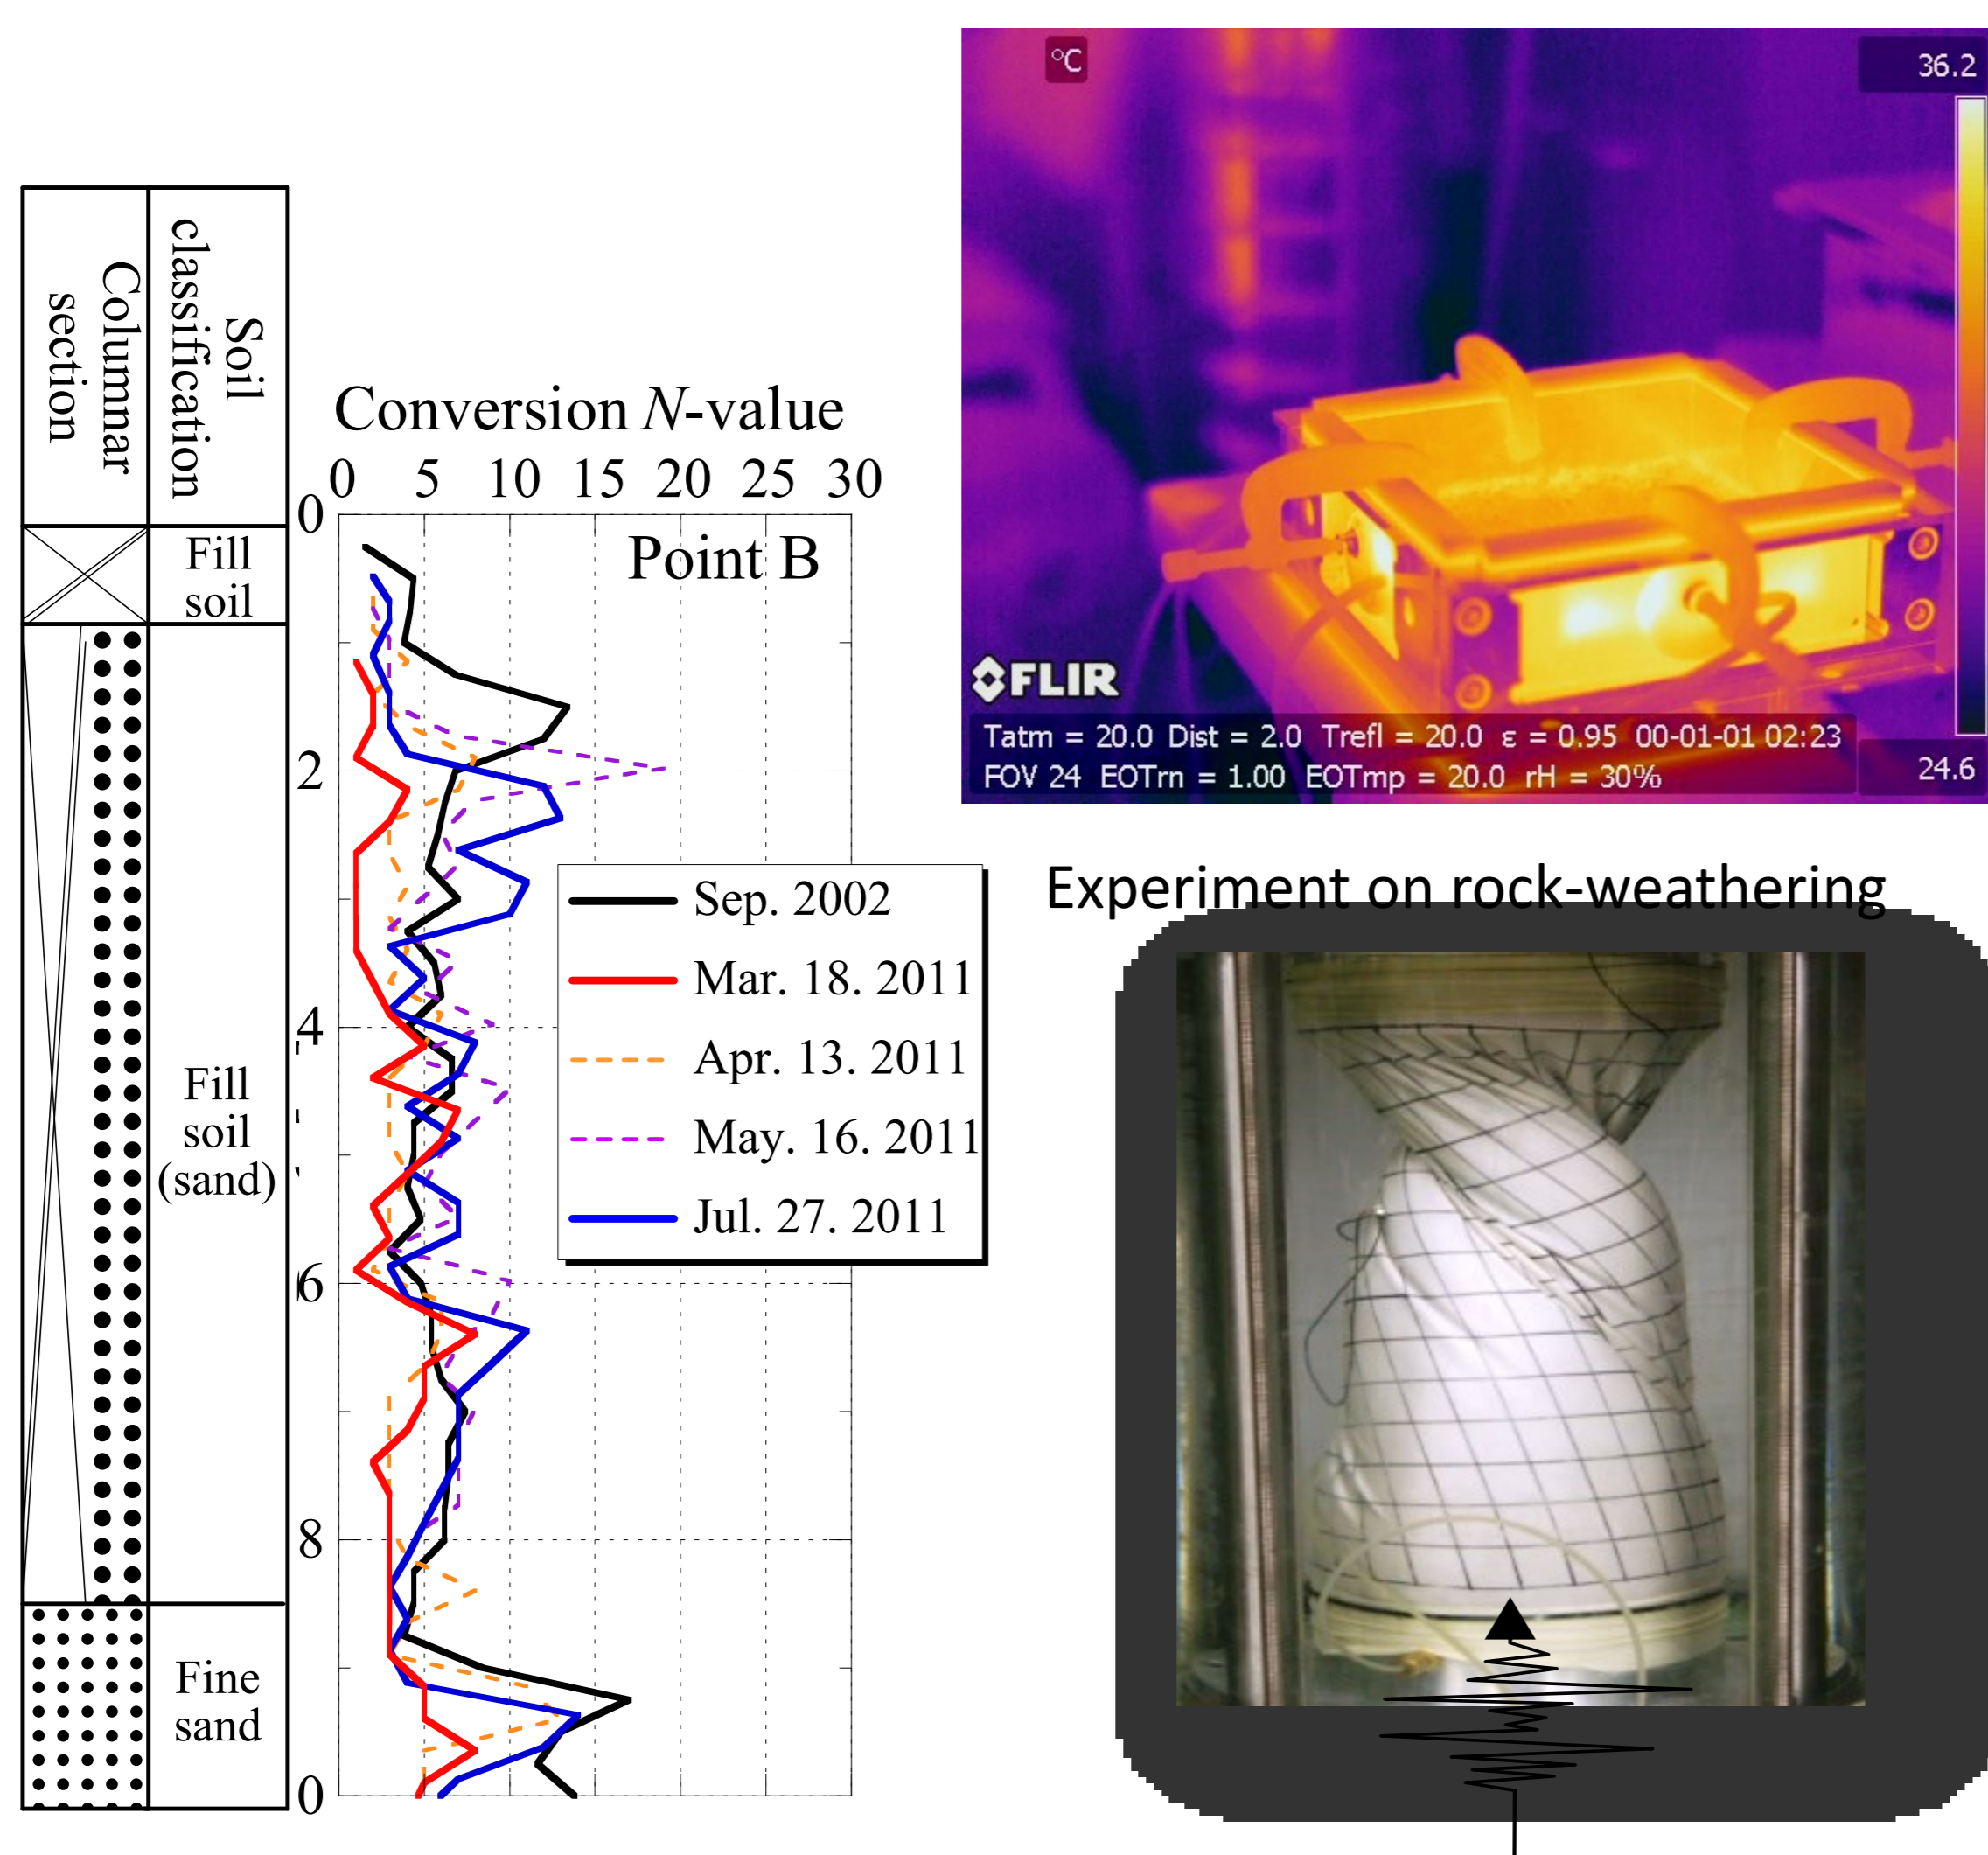 Columnar
section
Soil
classification
Fill
soil
Fill
soil
(sand)
Fine
sand
Conversion N-value
0 5 10 15 20 25 30
0
2
4
6
8
0
Point B
Sep. 2002
Mar. 18. 2011
Apr. 13. 2011
May. 16. 2011
Jul. 27. 2011
°C
36.2
FLIR
Tatm = 20.0 Dist = 2.0 Trefl = 20.0 ε = 0.95 00-01-01 02:23
FOV 24 EOTrn = 1.00 EOTmp = 20.0 rH = 30%
24.6
Experiment on rock-weathering